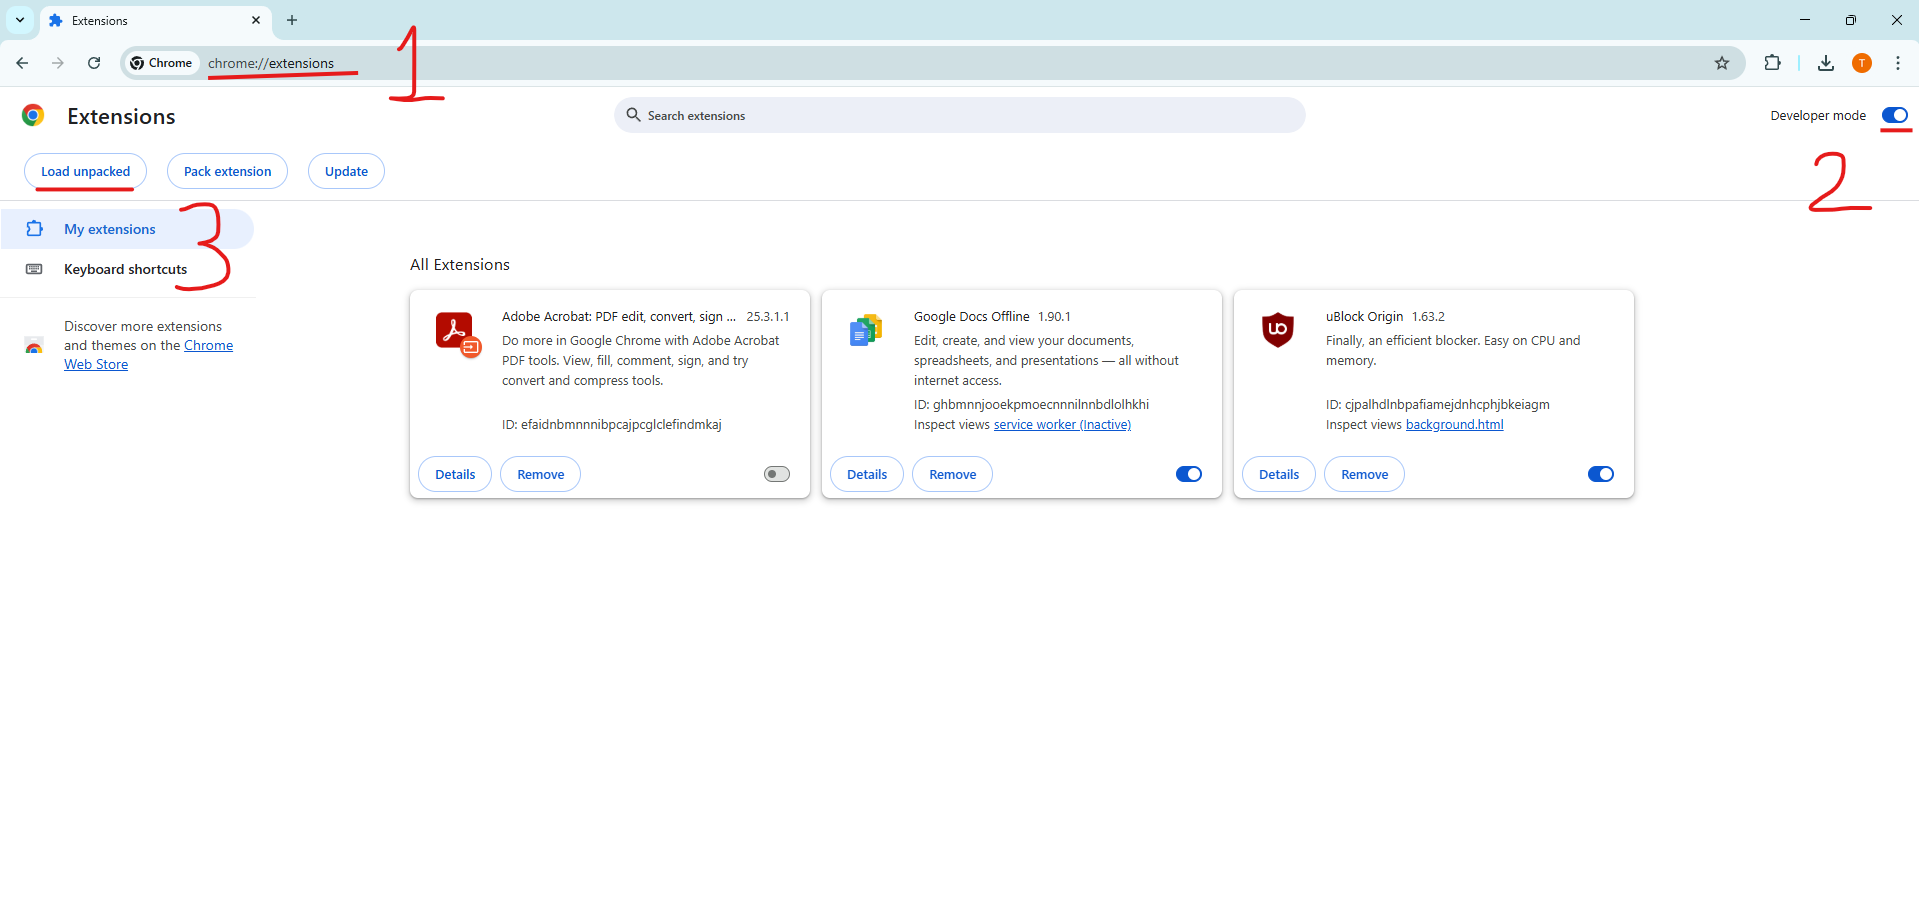 Extensions
Chrome
chrome://extensions
1
Extensions
Search extensions
Developer mode
2
Load unpacked
Pack extension
Update
3
My extensions
Keyboard shortcuts
Discover more extensions
and themes on the Chrome
Web Store
All Extensions
Adobe Acrobat: PDF edit, convert, sign ... 25.3.1.1
Do more in Google Chrome with Adobe Acrobat
PDF tools. View, fill, comment, sign, and try
convert and compress tools.
ID: efaidnbmnnnibpcajpcglclefindmkaj
Details
Remove
Google Docs Offline 1.90.1
Edit, create, and view your documents,
spreadsheets, and presentations — all without
internet access.
ID: ghbmnnjooekpmoecnnnilnnbdlolhkhi
Inspect views service worker (Inactive)
Details
Remove
uBlock Origin 1.63.2
Finally, an efficient blocker. Easy on CPU and
memory.
ID: cjpalhdlnbpafiamejdnhcphjbkeiagm
Inspect views background.html
Details
Remove
T
uo